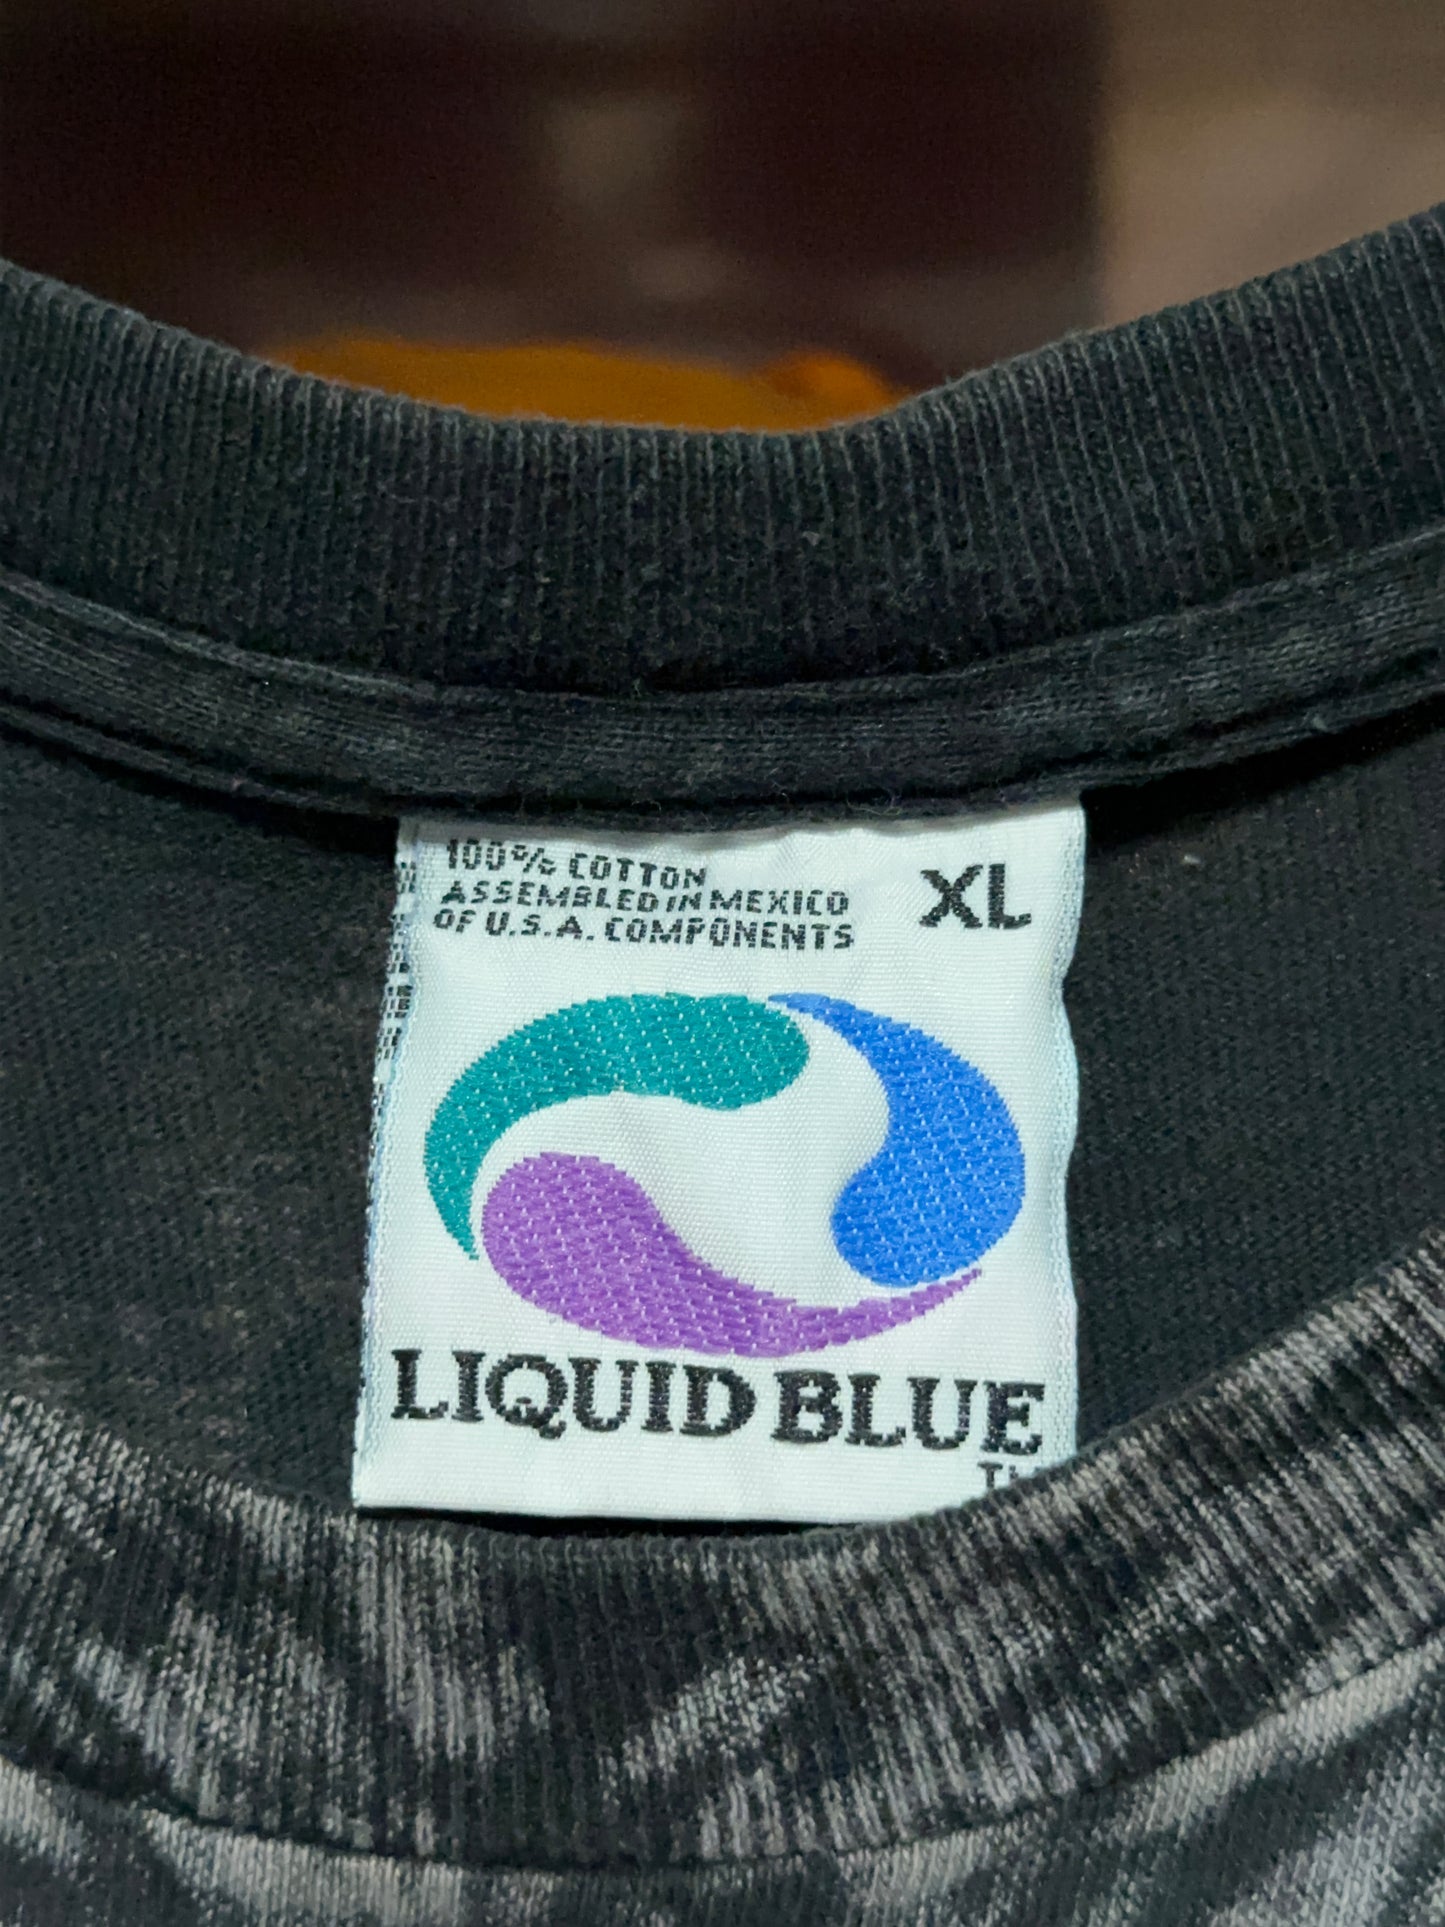 100% COTTON
ASSEMBLED IN MEXICO
OF U.S.A. COMPONENTS
XL
LIQUID BLUE